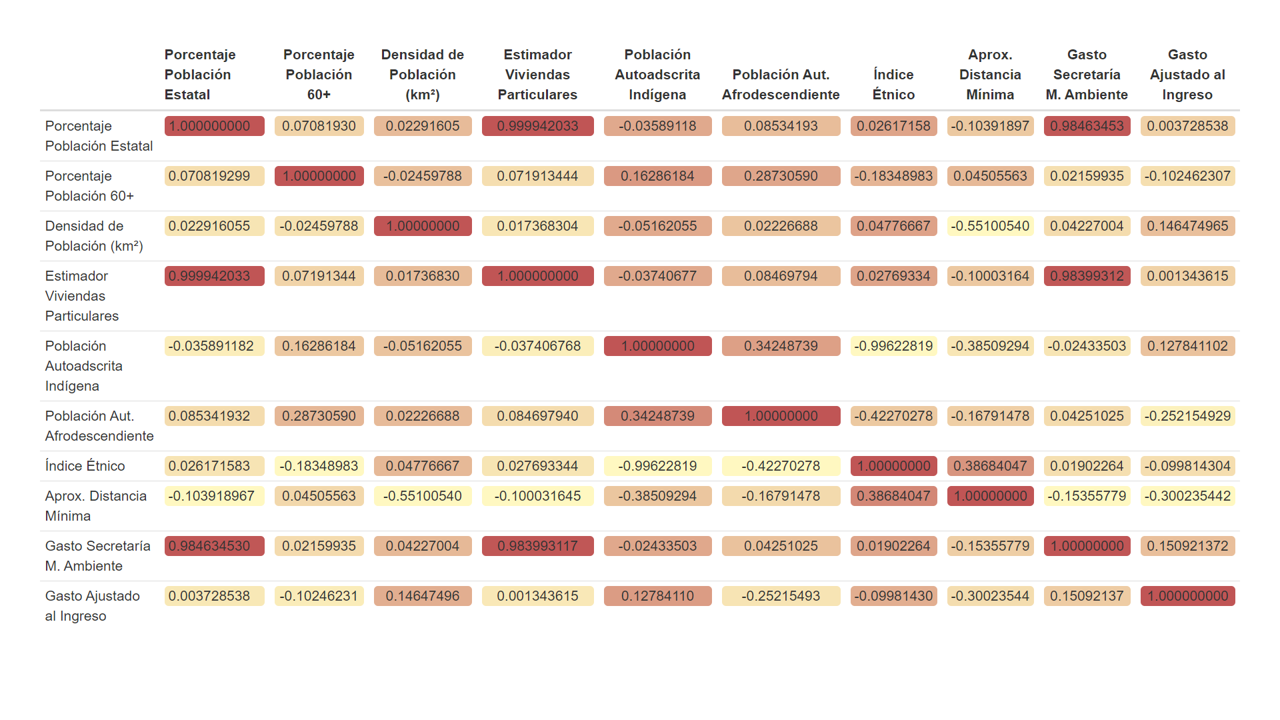 Porcentaje Población Estatal Porcentaje Población 60+ Densidad de Población (km²) Estimador Viviendas Particulares Población Autoadscrita Indígena Población Aut. Afrodescendiente Índice Étnico Aprox. Distancia Mínima Gasto Secretaría M. Ambiente Gasto Ajustado al Ingreso
Porcentaje Población Estatal 1.000000000 0.07081930 0.02291605 0.999942033 -0.03589118 0.08534193 0.02617158 -0.10391897 0.98463453 0.003728538
Porcentaje Población 60+ 0.070819299 1.00000000 -0.02459788 0.071913444 0.16286184 0.28730590 -0.18348983 0.04505563 0.02159935 -0.102462307
Densidad de Población (km²) 0.022916055 -0.02459788 1.00000000 0.017368304 -0.05162055 0.02226688 0.04776667 -0.55100540 0.04227004 0.146474965
Estimador Viviendas Particulares 0.999942033 0.07191344 0.01736830 1.000000000 -0.03740677 0.08469794 0.02769334 -0.10003164 0.98399312 0.001343615
Población Autoadscrita Indígena -0.035891182 0.16286184 -0.05162055 -0.037406768 1.00000000 0.34248739 -0.99622819 -0.38509294 -0.02433503 0.127841102
Población Aut. Afrodescendiente 0.085341932 0.28730590 0.02226688 0.084697940 0.34248739 1.00000000 -0.42270278 -0.16791478 0.04251025 -0.252154929
Índice Étnico 0.026171583 -0.18348983 0.04776667 0.027693344 -0.99622819 -0.42270278 1.00000000 0.38684047 0.01902264 -0.099814304
Aprox. Distancia Mínima -0.103918967 0.04505563 -0.55100540 -0.100031645 -0.38509294 -0.16791478 0.38684047 1.00000000 -0.15355779 -0.300235442
Gasto Secretaría M. Ambiente 0.984634530 0.02159935 0.04227004 0.983993117 -0.02433503 0.04251025 0.01902264 -0.15355779 1.00000000 0.150921372
Gasto Ajustado al Ingreso 0.003728538 -0.10246231 0.14647496 0.001343615 0.12784110 -0.25215493 -0.09981430 -0.30023544 0.15092137 1.000000000